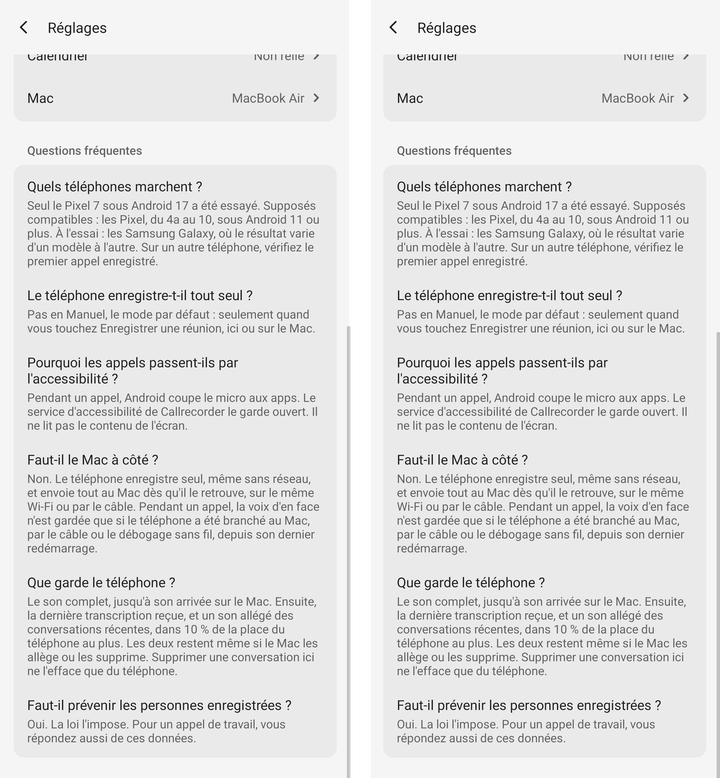 Réglages
Calendrier Non relié
Mac MacBook Air
Questions fréquentes
Quels téléphones marchent ?
Seul le Pixel 7 sous Android 17 a été essayé. Supposés
compatibles : les Pixel, du 4a au 10, sous Android 11 ou
plus. À l'essai : les Samsung Galaxy, où le résultat varie
d'un modèle à l'autre. Sur un autre téléphone, vérifiez le
premier appel enregistré.
Le téléphone enregistre-t-il tout seul ?
Pas en Manuel, le mode par défaut : seulement quand
vous touchez Enregistrer une réunion, ici ou sur le Mac.
Pourquoi les appels passent-ils par
l'accessibilité ?
Pendant un appel, Android coupe le micro aux apps. Le
service d'accessibilité de Callrecorder le garde ouvert. Il
ne lit pas le contenu de l'écran.
Faut-il le Mac à côté ?
Non. Le téléphone enregistre seul, même sans réseau,
et envoie tout au Mac dès qu'il le retrouve, sur le même
Wi-Fi ou par le câble. Pendant un appel, la voix d'en face
n'est gardée que si le téléphone a été branché au Mac,
par le câble ou le débogage sans fil, depuis son dernier
redémarrage.
Que garde le téléphone ?
Le son complet, jusqu'à son arrivée sur le Mac. Ensuite,
la dernière transcription reçue, et un son allégé des
conversations récentes, dans 10 % de la place du
téléphone au plus. Les deux restent même si le Mac les
allège ou les supprime. Supprimer une conversation ici
ne l'efface que du téléphone.
Faut-il prévenir les personnes enregistrées ?
Oui. La loi l'impose. Pour un appel de travail, vous
répondez aussi de ces données.
Réglages
Calendrier Non relié
Mac MacBook Air
Questions fréquentes
Quels téléphones marchent ?
Seul le Pixel 7 sous Android 17 a été essayé. Supposés
compatibles : les Pixel, du 4a au 10, sous Android 11 ou
plus. À l'essai : les Samsung Galaxy, où le résultat varie
d'un modèle à l'autre. Sur un autre téléphone, vérifiez le
premier appel enregistré.
Le téléphone enregistre-t-il tout seul ?
Pas en Manuel, le mode par défaut : seulement quand
vous touchez Enregistrer une réunion, ici ou sur le Mac.
Pourquoi les appels passent-ils par
l'accessibilité ?
Pendant un appel, Android coupe le micro aux apps. Le
service d'accessibilité de Callrecorder le garde ouvert. Il
ne lit pas le contenu de l'écran.
Faut-il le Mac à côté ?
Non. Le téléphone enregistre seul, même sans réseau,
et envoie tout au Mac dès qu'il le retrouve, sur le même
Wi-Fi ou par le câble. Pendant un appel, la voix d'en face
n'est gardée que si le téléphone a été branché au Mac,
par le câble ou le débogage sans fil, depuis son dernier
redémarrage.
Que garde le téléphone ?
Le son complet, jusqu'à son arrivée sur le Mac. Ensuite,
la dernière transcription reçue, et un son allégé des
conversations récentes, dans 10 % de la place du
téléphone au plus. Les deux restent même si le Mac les
allège ou les supprime. Supprimer une conversation ici
ne l'efface que du téléphone.
Faut-il prévenir les personnes enregistrées ?
Oui. La loi l'impose. Pour un appel de travail, vous
répondez aussi de ces données.